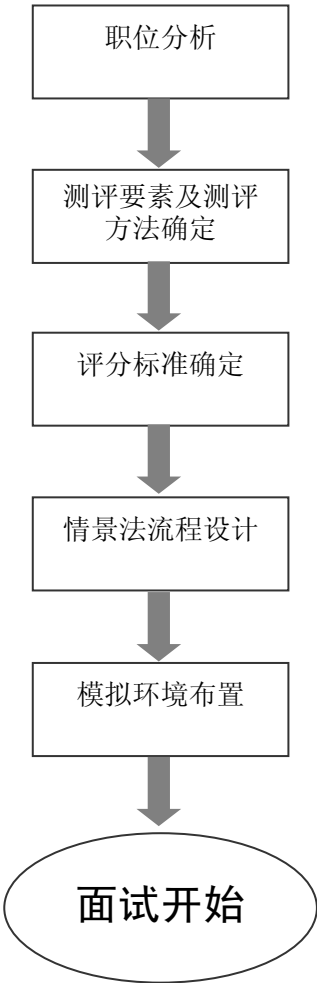 职位分析
测评要素及测评
方法确定
评分标准确定
情景法流程设计
模拟环境布置
面试开始